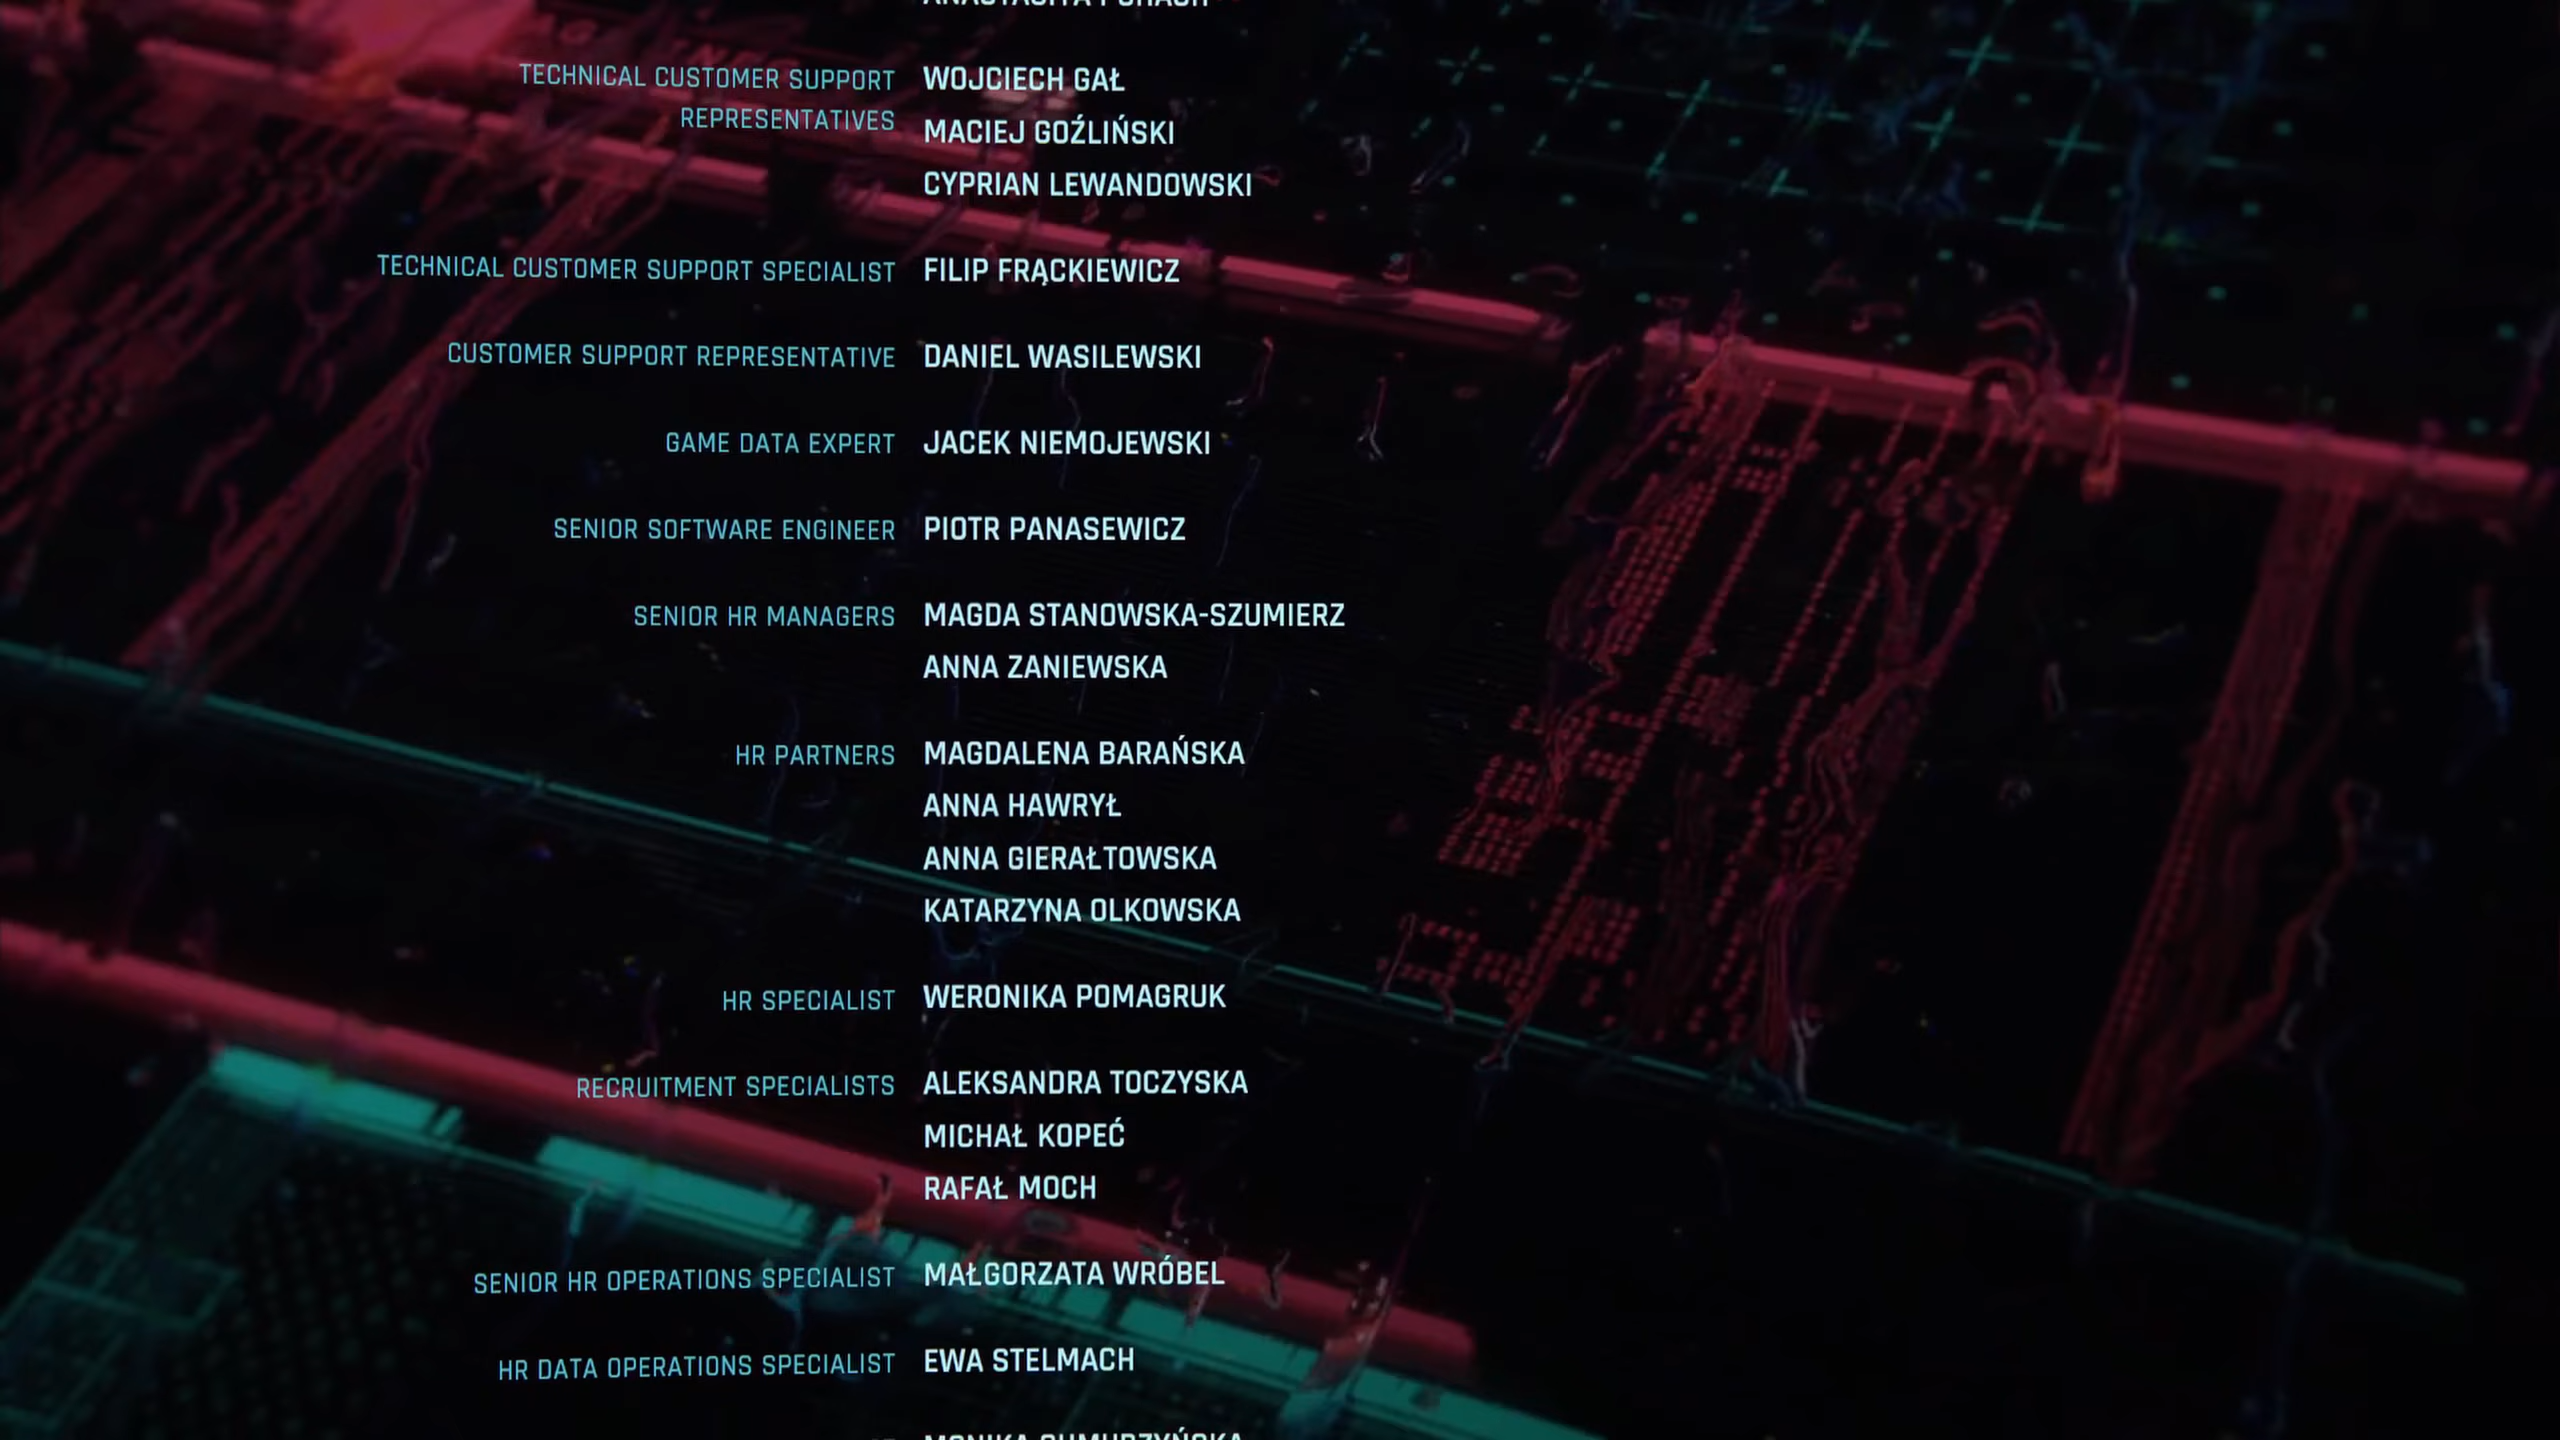 TECHNICAL CUSTOMER SUPPORT REPRESENTATIVES
WOJCIECH GAŁ
MACIEJ GOŹLIŃSKI
CYPRIAN LEWANDOWSKI
TECHNICAL CUSTOMER SUPPORT SPECIALIST FILIP FRĄCKIEWICZ
CUSTOMER SUPPORT REPRESENTATIVE DANIEL WASILEWSKI
GAME DATA EXPERT JACEK NIEMOJEWSKI
SENIOR SOFTWARE ENGINEER PIOTR PANASEWICZ
SENIOR HR MANAGERS MAGDA STANOWSKA-SZUMIERZ
ANNA ZANIEWSKA
HR PARTNERS MAGDALENA BARAŃSKA
ANNA HAWRYŁ
ANNA GIERAŁTOWSKA
KATARZYNA OLKOWSKA
HR SPECIALIST WERONIKA POMAGRUK
RECRUITMENT SPECIALISTS ALEKSANDRA TOCZYSKA
MICHAŁ KOPEĆ
RAFAŁ MOCH
SENIOR HR OPERATIONS SPECIALIST MAŁGORZATA WRÓBEL
HR DATA OPERATIONS SPECIALIST EWA STELMACH